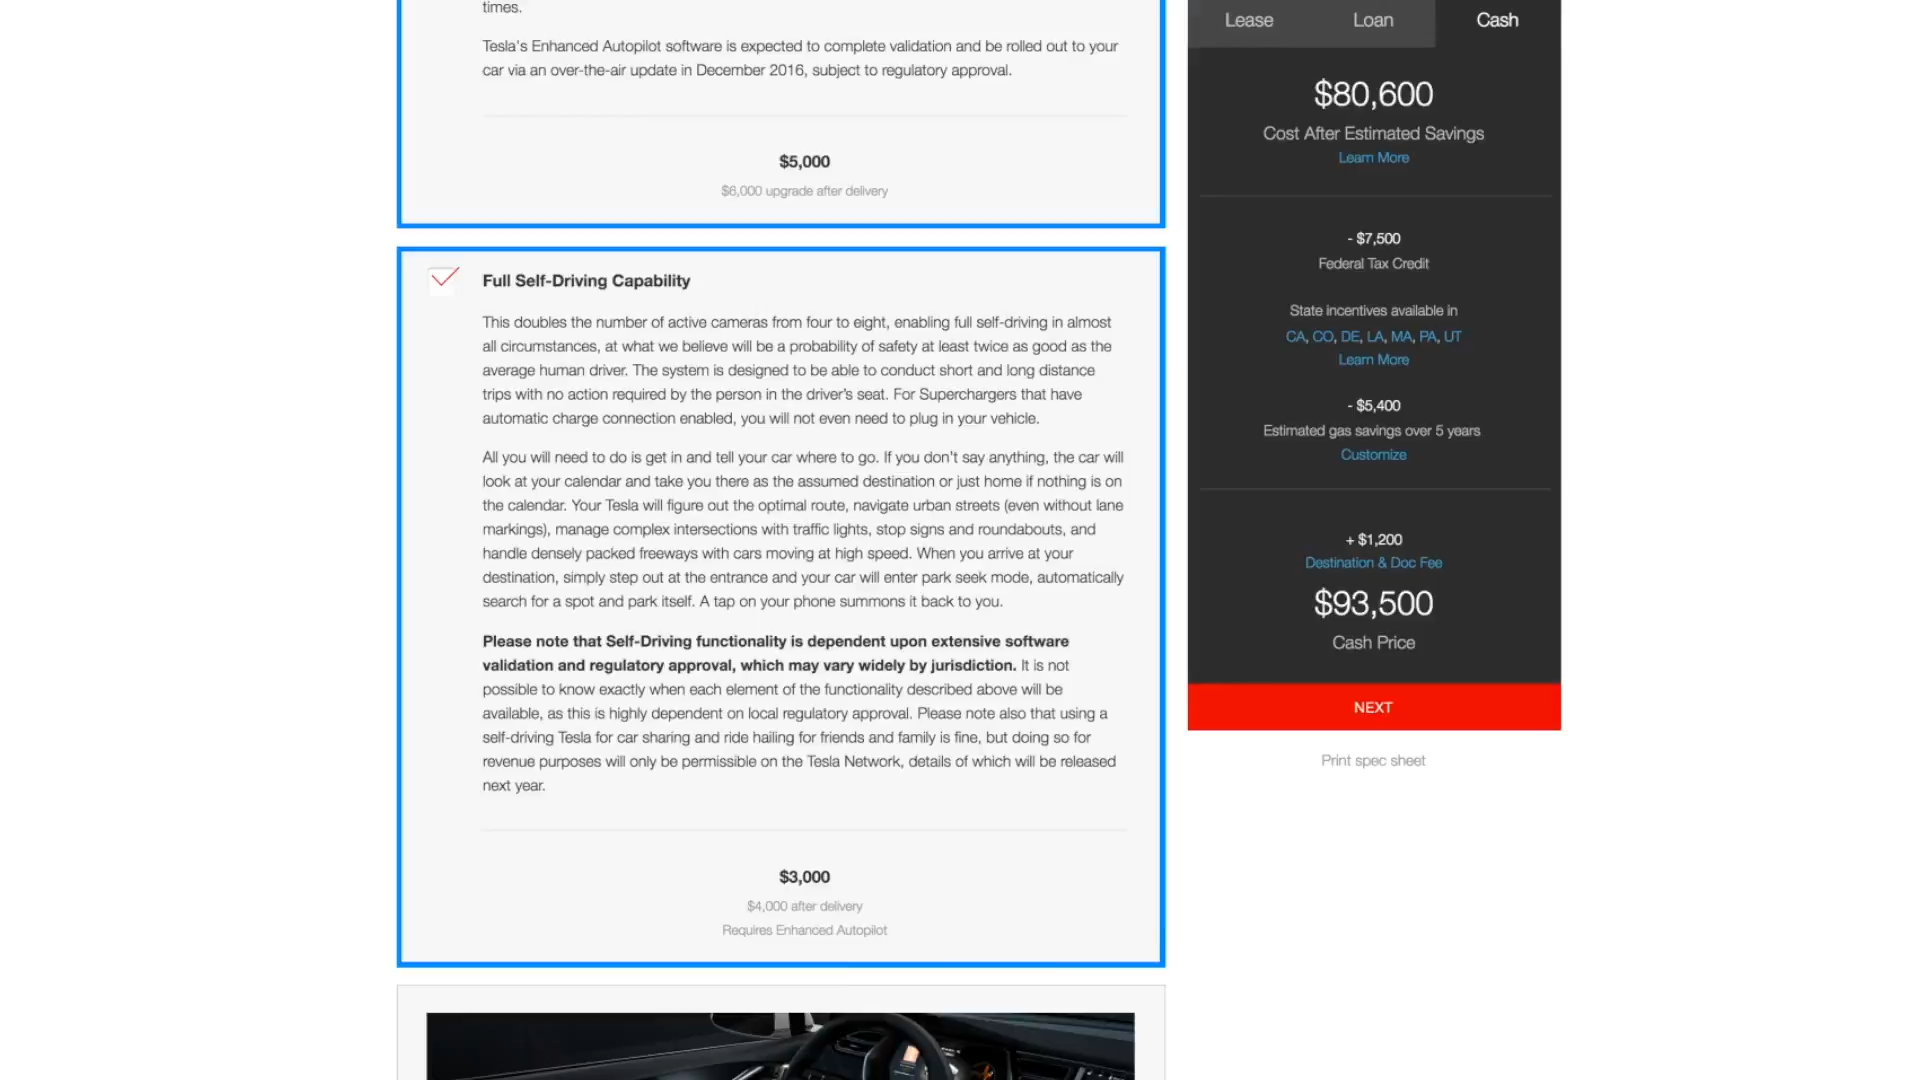 times.
Tesla's Enhanced Autopilot software is expected to complete validation and be rolled out to your
car via an over-the-air update in December 2016, subject to regulatory approval.
$5,000
$6,000 upgrade after delivery
Full Self-Driving Capability
This doubles the number of active cameras from four to eight, enabling full self-driving in almost
all circumstances, at what we believe will be a probability of safety at least twice as good as the
average human driver. The system is designed to be able to conduct short and long distance
trips with no action required by the person in the driver's seat. For Superchargers that have
automatic charge connection enabled, you will not even need to plug in your vehicle.
All you will need to do is get in and tell your car where to go. If you don't say anything, the car will
look at your calendar and take you there as the assumed destination or just home if nothing is on
the calendar. Your Tesla will figure out the optimal route, navigate urban streets (even without lane
markings), manage complex intersections with traffic lights, stop signs and roundabouts, and
handle densely packed freeways with cars moving at high speed. When you arrive at your
destination, simply step out at the entrance and your car will enter park seek mode, automatically
search for a spot and park itself. A tap on your phone summons it back to you.
Please note that Self-Driving functionality is dependent upon extensive software
validation and regulatory approval, which may vary widely by jurisdiction. It is not
possible to know exactly when each element of the functionality described above will be
available, as this is highly dependent on local regulatory approval. Please note also that using a
self-driving Tesla for car sharing and ride hailing for friends and family is fine, but doing so for
revenue purposes will only be permissible on the Tesla Network, details of which will be released
next year.
$3,000
$4,000 after delivery
Requires Enhanced Autopilot
Lease Loan Cash
$80,600
Cost After Estimated Savings
Learn More
- $7,500
Federal Tax Credit
State incentives available in
CA, CO, DE, LA, MA, PA, UT
Learn More
- $5,400
Estimated gas savings over 5 years
Customize
+ $1,200
Destination & Doc Fee
$93,500
Cash Price
NEXT
Print spec sheet